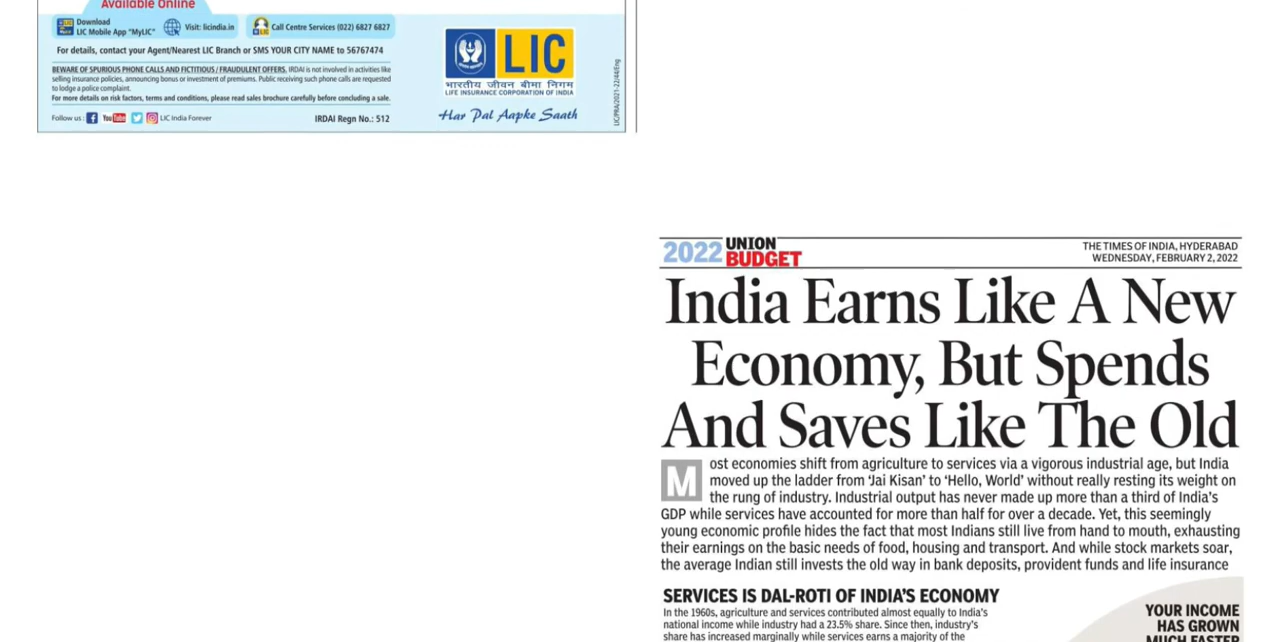 Available Online
Download
LIC Mobile App "MyLIC"
Visit: licindia.in
LIC
Call Centre Services (022) 6827 6827
For details, contact your Agent/Nearest LIC Branch or SMS YOUR CITY NAME to 56767474
BEWARE OF SPURIOUS PHONE CALLS AND FICTITIOUS / FRAUDULENT OFFERS. IRDAI is not involved in activities like
selling insurance policies, announcing bonus or investment of premiums. Public receiving such phone calls are requested
to lodge a police complaint.
For more details on risk factors, terms and conditions, please read sales brochure carefully before concluding a sale.
Follow us : f YouTube LIC India Forever
IRDAI Regn No.: 512
LIC
भारतीय जीवन बीमा निगम
LIFE INSURANCE CORPORATION OF INDIA
Har Pal Aapke Saath
LIC/PRA/2021-22/44/Eng
2022 UNION
BUDGET
THE TIMES OF INDIA, HYDERABAD
WEDNESDAY, FEBRUARY 2, 2022
India Earns Like A New
Economy, But Spends
And Saves Like The Old
Most economies shift from agriculture to services via a vigorous industrial age, but India
moved up the ladder from 'Jai Kisan' to 'Hello, World' without really resting its weight on
the rung of industry. Industrial output has never made up more than a third of India's
GDP while services have accounted for more than half for over a decade. Yet, this seemingly
young economic profile hides the fact that most Indians still live from hand to mouth, exhausting
their earnings on the basic needs of food, housing and transport. And while stock markets soar,
the average Indian still invests the old way in bank deposits, provident funds and life insurance
SERVICES IS DAL-ROTI OF INDIA'S ECONOMY
In the 1960s, agriculture and services contributed almost equally to India's
national income while industry had a 23.5% share. Since then, industry's
share has increased marginally while services earns a majority of the
YOUR INCOME
HAS GROWN
MUCH FASTER